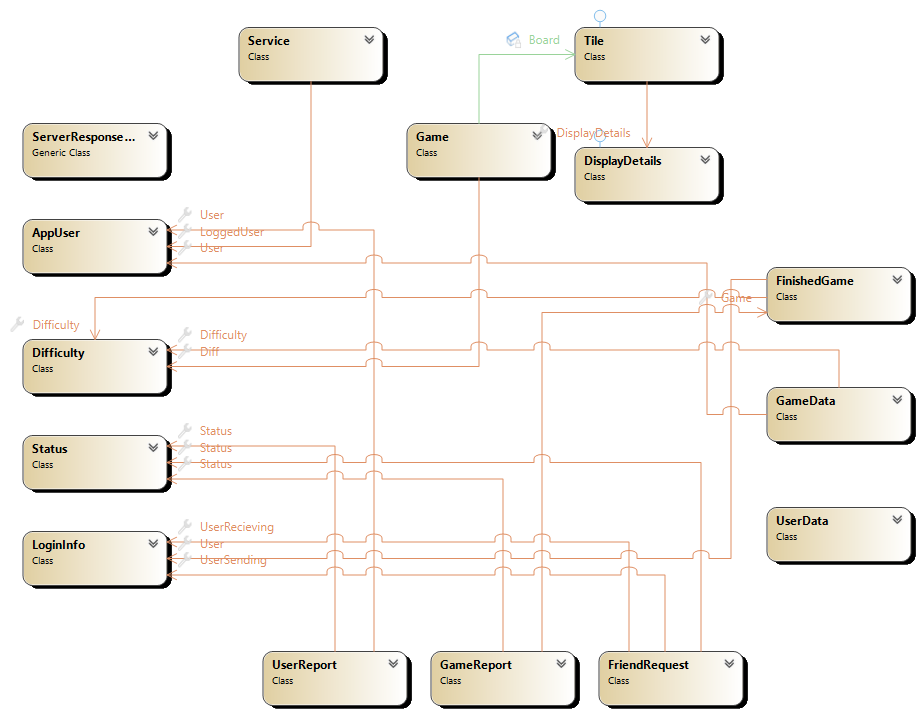 Service
Class
Board
Tile
Class
ServerResponse...
Generic Class
Game
Class
DisplayDetails
DisplayDetails
Class
AppUser
Class
User
LoggedUser
User
FinishedGame
Class
Game
Difficulty
Difficulty
Class
Difficulty
Diff
GameData
Class
Status
Class
Status
Status
Status
UserData
Class
LoginInfo
Class
UserRecieving
User
UserSending
UserReport
Class
GameReport
Class
FriendRequest
Class